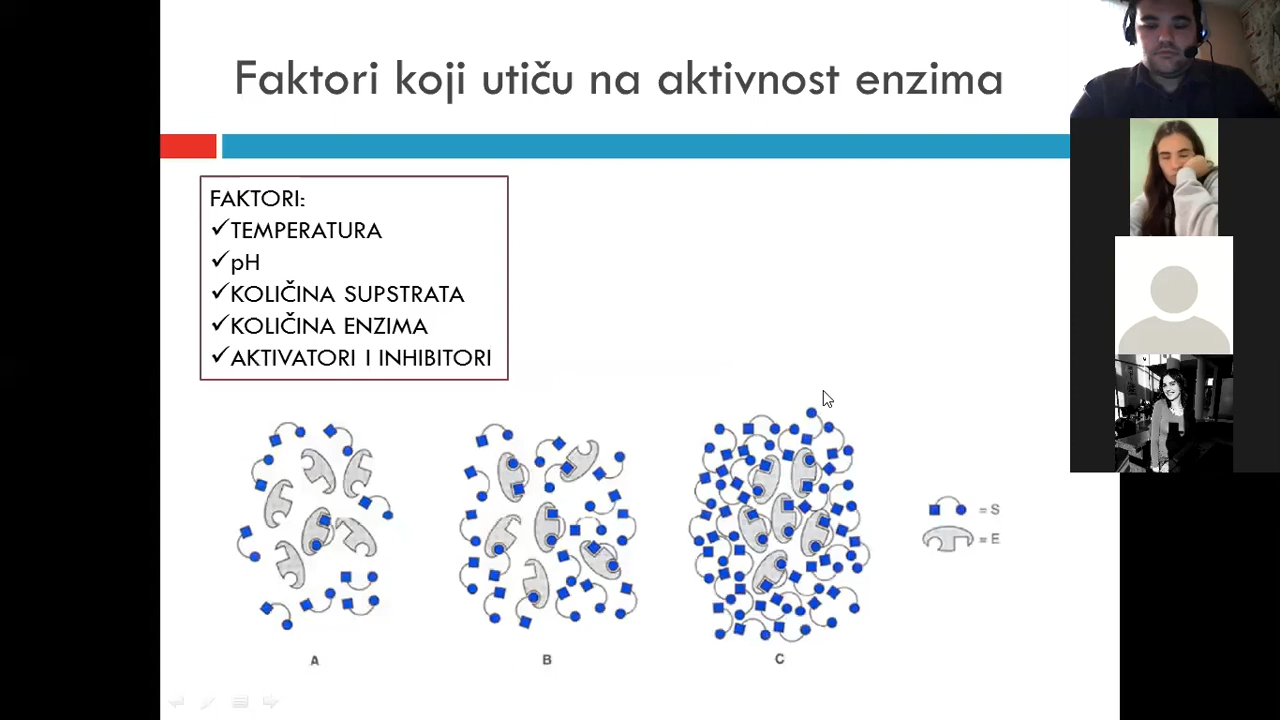 Faktori koji utiču na aktivnost enzima
FAKTORI:
✓TEMPERATURA
✓pH
✓KOLIČINA SUPSTRATA
✓KOLIČINA ENZIMA
✓AKTIVATORI I INHIBITORI
= S
= E
A
B
C